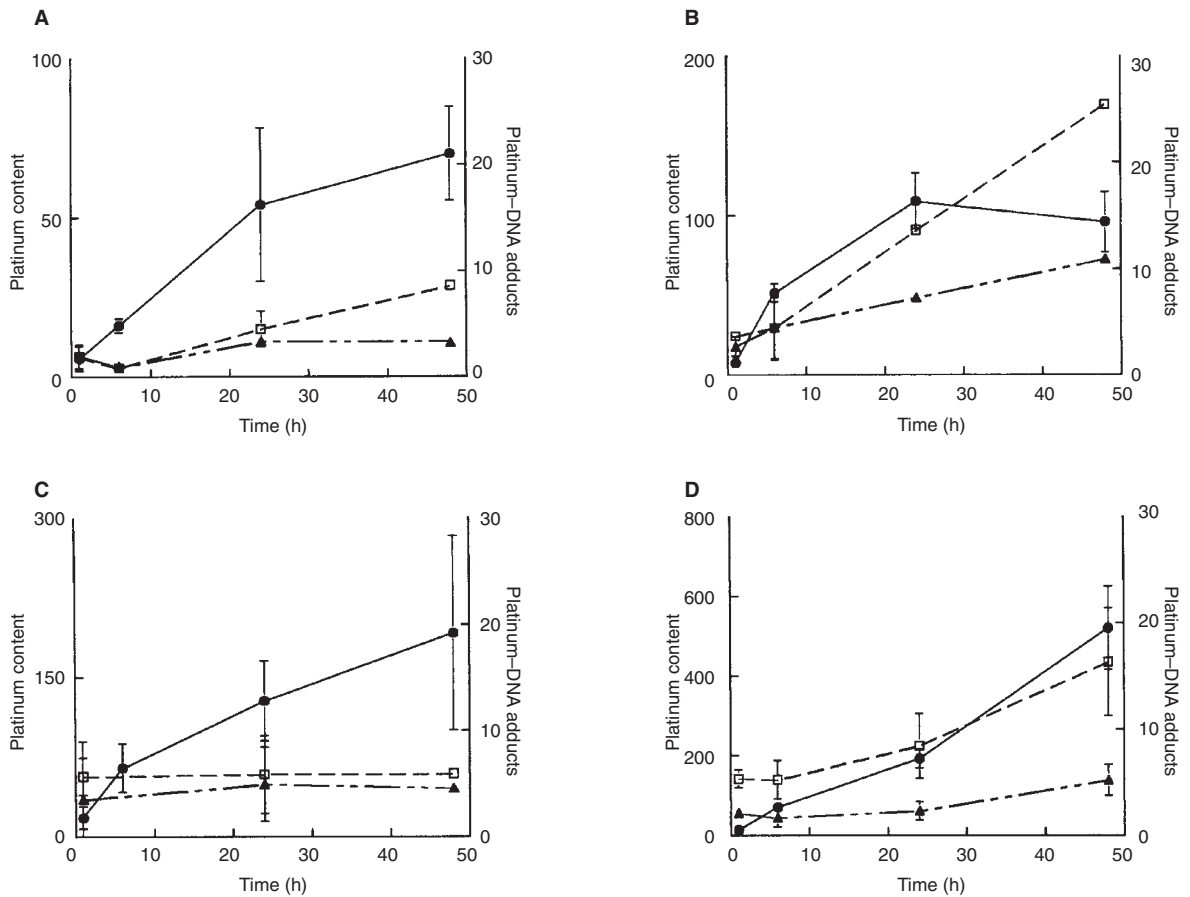 A
100
50
0
Platinum content
30
20
10
0
Platinum–DNA adducts
0 10 20 30 40 50
Time (h)
B
200
100
0
Platinum content
30
20
10
0
Platinum–DNA adducts
0 10 20 30 40 50
Time (h)
C
300
150
0
Platinum content
30
20
10
0
Platinum–DNA adducts
0 10 20 30 40 50
Time (h)
D
800
600
400
200
0
Platinum content
30
20
10
0
Platinum–DNA adducts
0 10 20 30 40 50
Time (h)